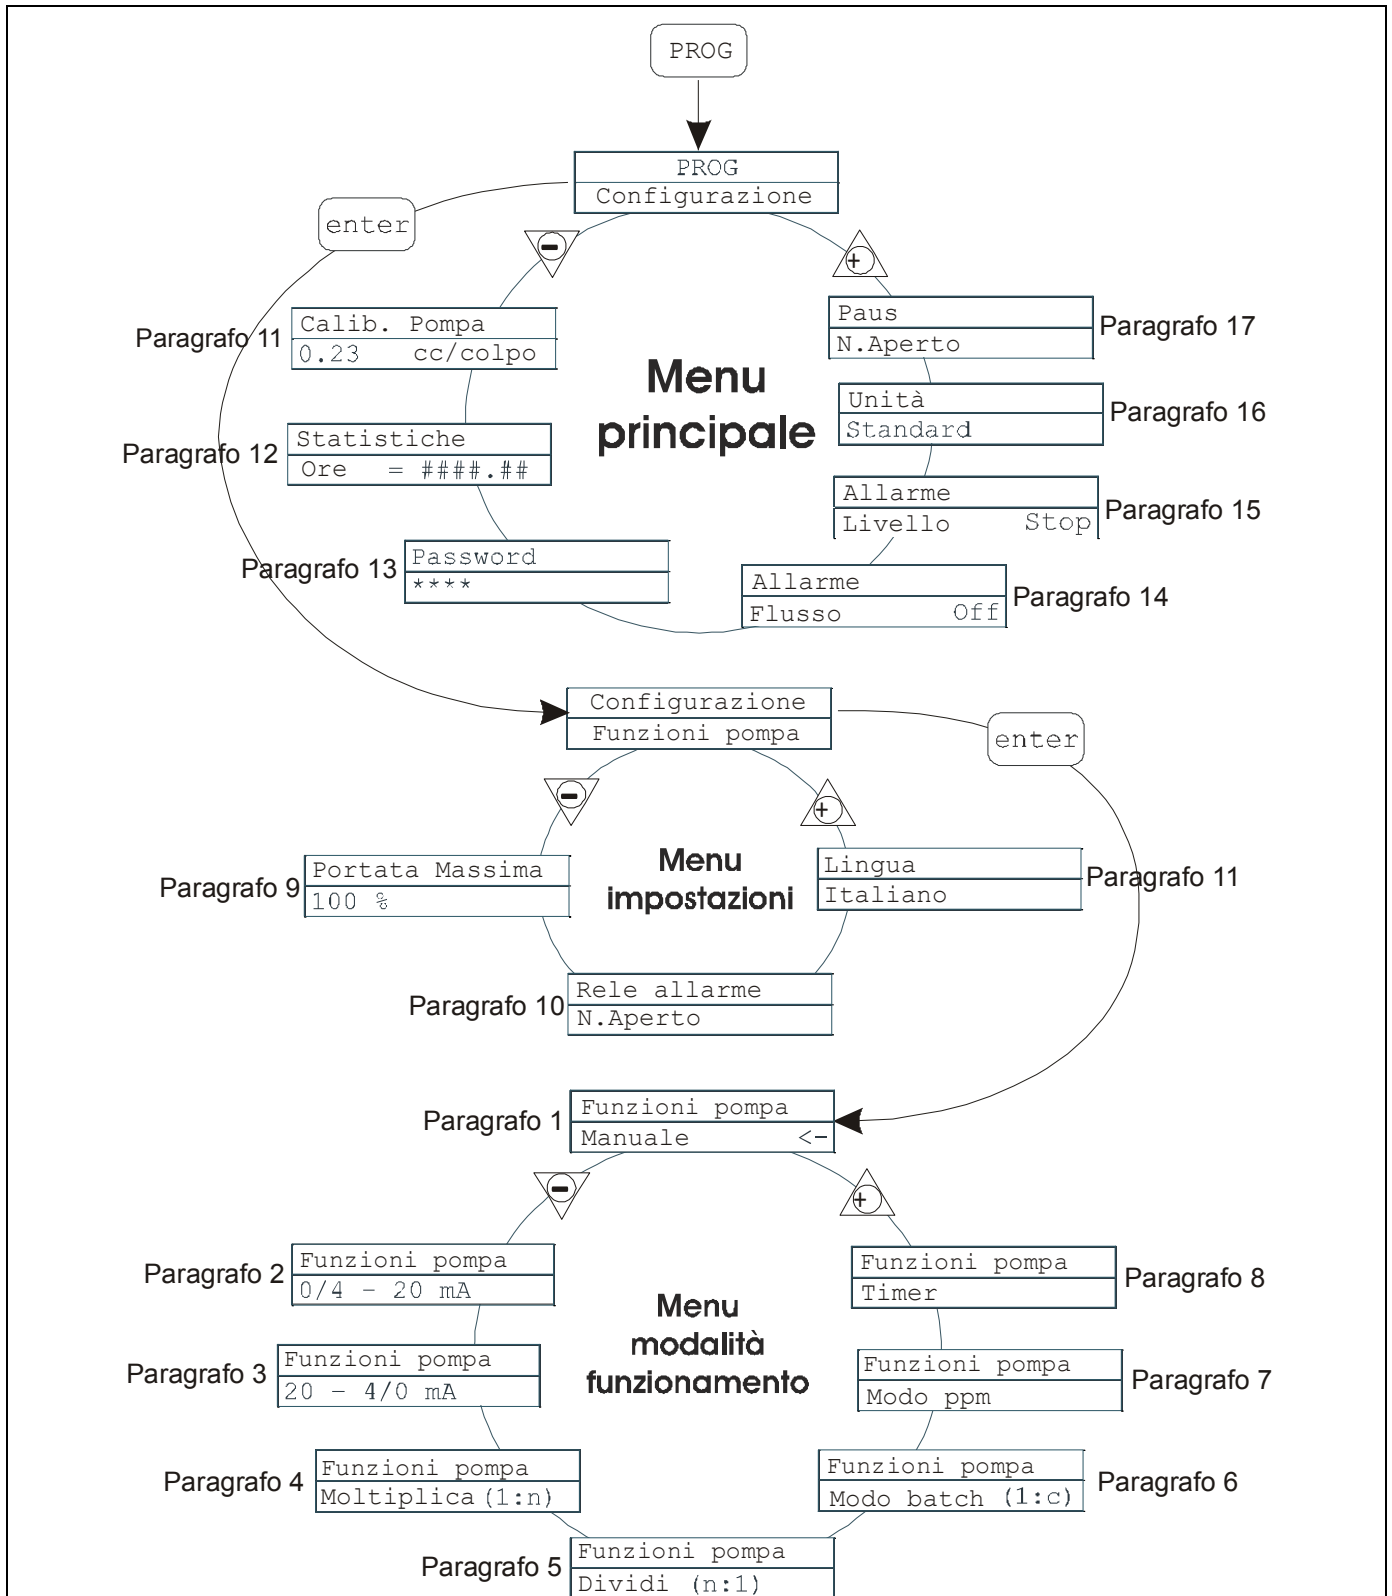 PROG
PROG
Configurazione
enter
−
+
Paragrafo 11
Calib. Pompa
0.23 cc/colpo
Paus
N.Aperto
Paragrafo 17
Menu
principale
Unità
Standard
Paragrafo 16
Paragrafo 12
Statistiche
Ore = ####.##
Allarme
Livello Stop
Paragrafo 15
Paragrafo 13
Password
****
Allarme
Flusso Off
Paragrafo 14
Configurazione
Funzioni pompa
enter
−
+
Paragrafo 9
Portata Massima
100 %
Menu
impostazioni
Lingua
Italiano
Paragrafo 11
Paragrafo 10
Rele allarme
N.Aperto
Paragrafo 1
Funzioni pompa
Manuale <-
−
+
Paragrafo 2
Funzioni pompa
0/4 - 20 mA
Funzioni pompa
Timer
Paragrafo 8
Menu
modalità
funzionamento
Paragrafo 3
Funzioni pompa
20 - 4/0 mA
Funzioni pompa
Modo ppm
Paragrafo 7
Paragrafo 4
Funzioni pompa
Moltiplica (1:n)
Funzioni pompa
Modo batch (1:c)
Paragrafo 6
Paragrafo 5
Funzioni pompa
Dividi (n:1)